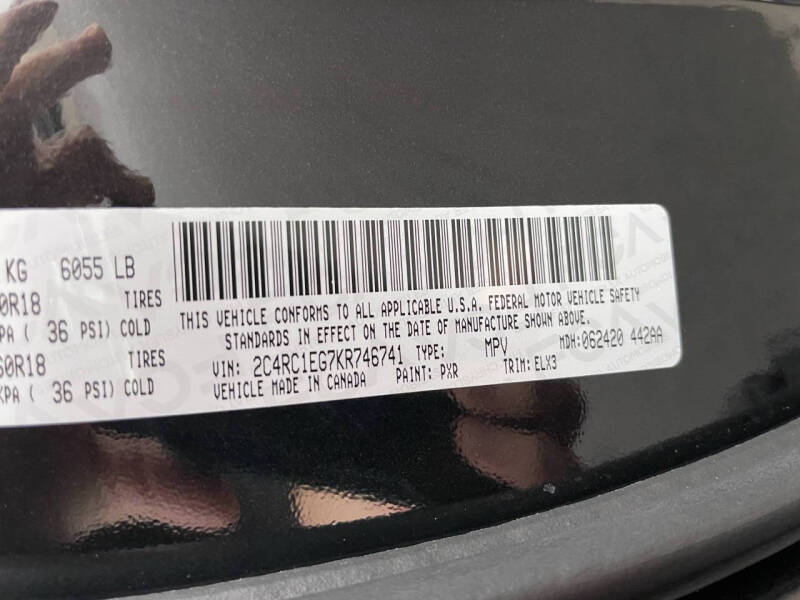 KG 6055 LB
0R18 TIRES
KPA ( 36 PSI) COLD
60R18 TIRES
KPA ( 36 PSI) COLD
THIS VEHICLE CONFORMS TO ALL APPLICABLE U.S.A. FEDERAL MOTOR VEHICLE SAFETY
STANDARDS IN EFFECT ON THE DATE OF MANUFACTURE SHOWN ABOVE.
VIN: 2C4RC1EG7KR746741 TYPE: MPV MDH: 062420 442AA
VEHICLE MADE IN CANADA PAINT: PXR TRIM: ELX3